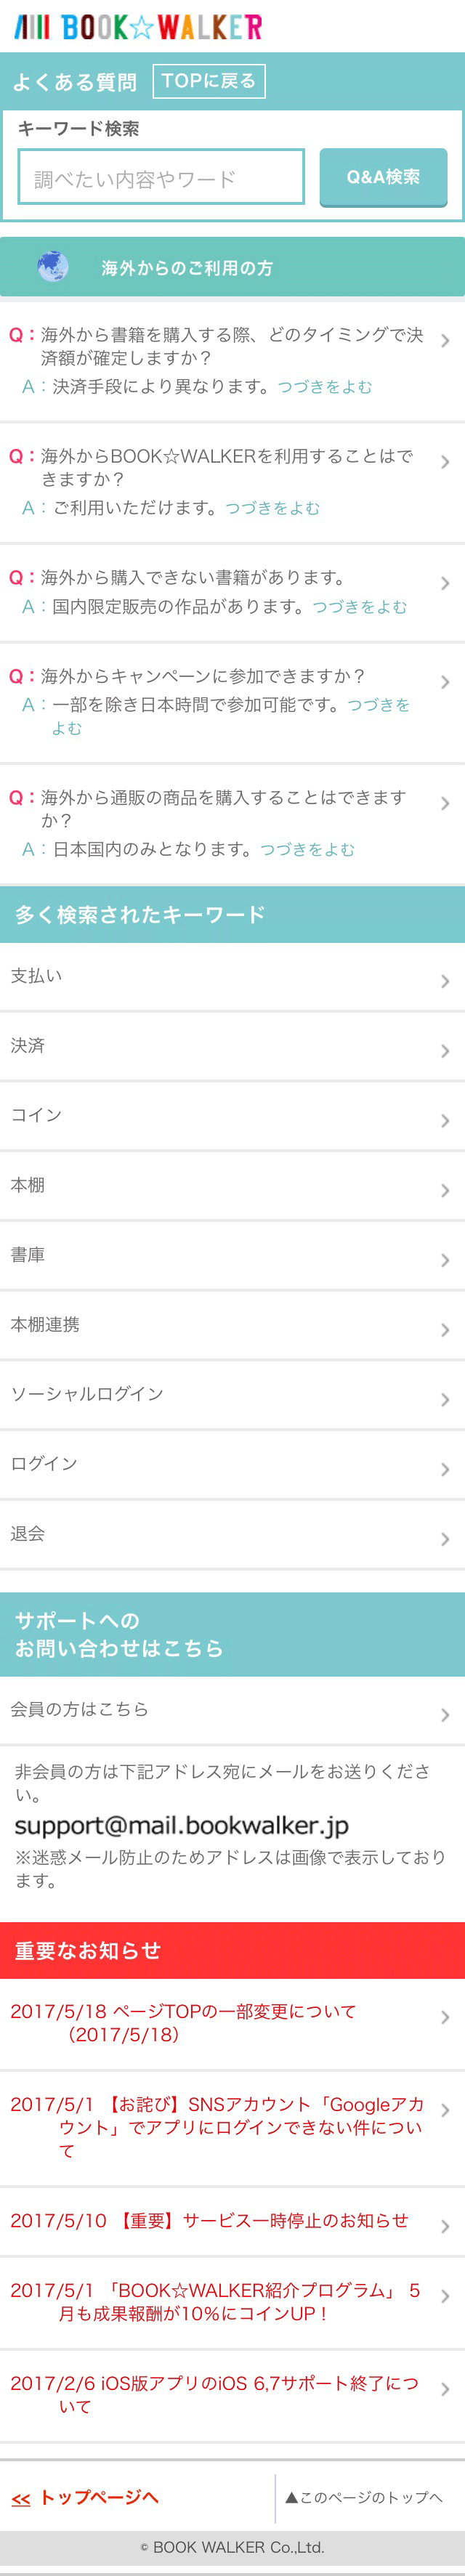 BOOK☆WALKER
よくある質問 TOPに戻る
キーワード検索
調べたい内容やワード Q&A検索
海外からのご利用の方
Q：海外から書籍を購入する際、どのタイミングで決
済額が確定しますか？
A：決済手段により異なります。つづきをよむ
Q：海外からBOOK☆WALKERを利用することはで
きますか？
A：ご利用いただけます。つづきをよむ
Q：海外から購入できない書籍があります。
A：国内限定販売の作品があります。つづきをよむ
Q：海外からキャンペーンに参加できますか？
A：一部を除き日本時間で参加可能です。つづきを
よむ
Q：海外から通販の商品を購入することはできます
か？
A：日本国内のみとなります。つづきをよむ
多く検索されたキーワード
支払い
決済
コイン
本棚
書庫
本棚連携
ソーシャルログイン
ログイン
退会
サポートへの
お問い合わせはこちら
会員の方はこちら
非会員の方は下記アドレス宛にメールをお送りくださ
い。
support@mail.bookwalker.jp
※迷惑メール防止のためアドレスは画像で表示しており
ます。
重要なお知らせ
2017/5/18 ページTOPの一部変更について
（2017/5/18）
2017/5/1 【お詫び】SNSアカウント「Googleアカ
ウント」でアプリにログインできない件につい
て
2017/5/10 【重要】サービス一時停止のお知らせ
2017/5/1 「BOOK☆WALKER紹介プログラム」 5
月も成果報酬が10%にコインUP！
2017/2/6 iOS版アプリのiOS 6,7サポート終了につ
いて
<< トップページへ ▲このページのトップへ
© BOOK WALKER Co.,Ltd.